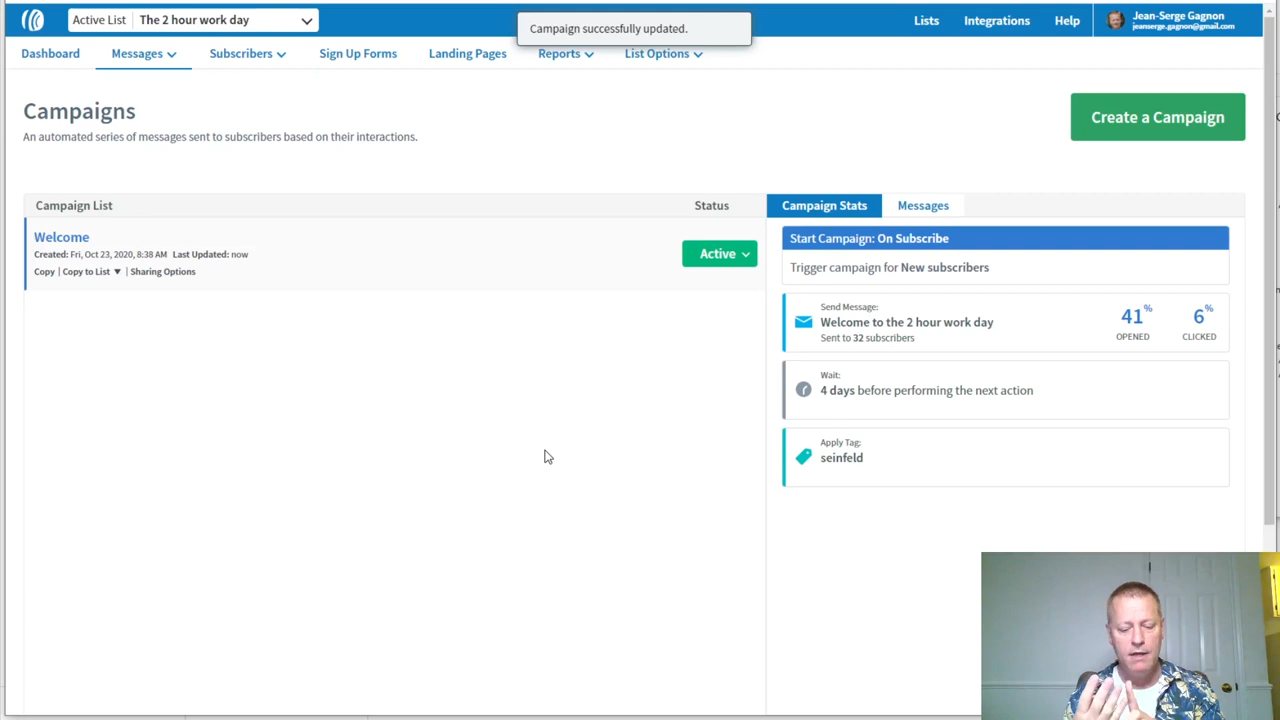 Active List The 2 hour work day
Campaign successfully updated.
Lists Integrations Help
Jean-Serge Gagnon
jeanserge.gagnon@gmail.com
Dashboard Messages Subscribers Sign Up Forms Landing Pages Reports List Options
Campaigns
An automated series of messages sent to subscribers based on their interactions.
Create a Campaign
Campaign List Status
Welcome
Created: Fri, Oct 23, 2020, 8:38 AM Last Updated: now
Copy | Copy to List ▼ | Sharing Options
Active
Campaign Stats Messages
Start Campaign: On Subscribe
Trigger campaign for New subscribers
Send Message:
Welcome to the 2 hour work day
Sent to 32 subscribers
41% 6%
OPENED CLICKED
Wait:
4 days before performing the next action
Apply Tag:
seinfeld